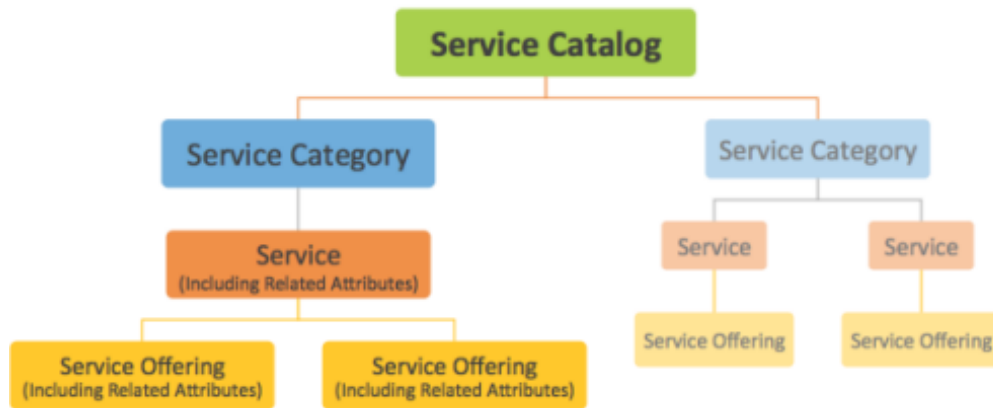 Service Catalog
Service Category
Service Category
Service
(Including Related Attributes)
Service
Service
Service Offering
(Including Related Attributes)
Service Offering
(Including Related Attributes)
Service Offering
Service Offering